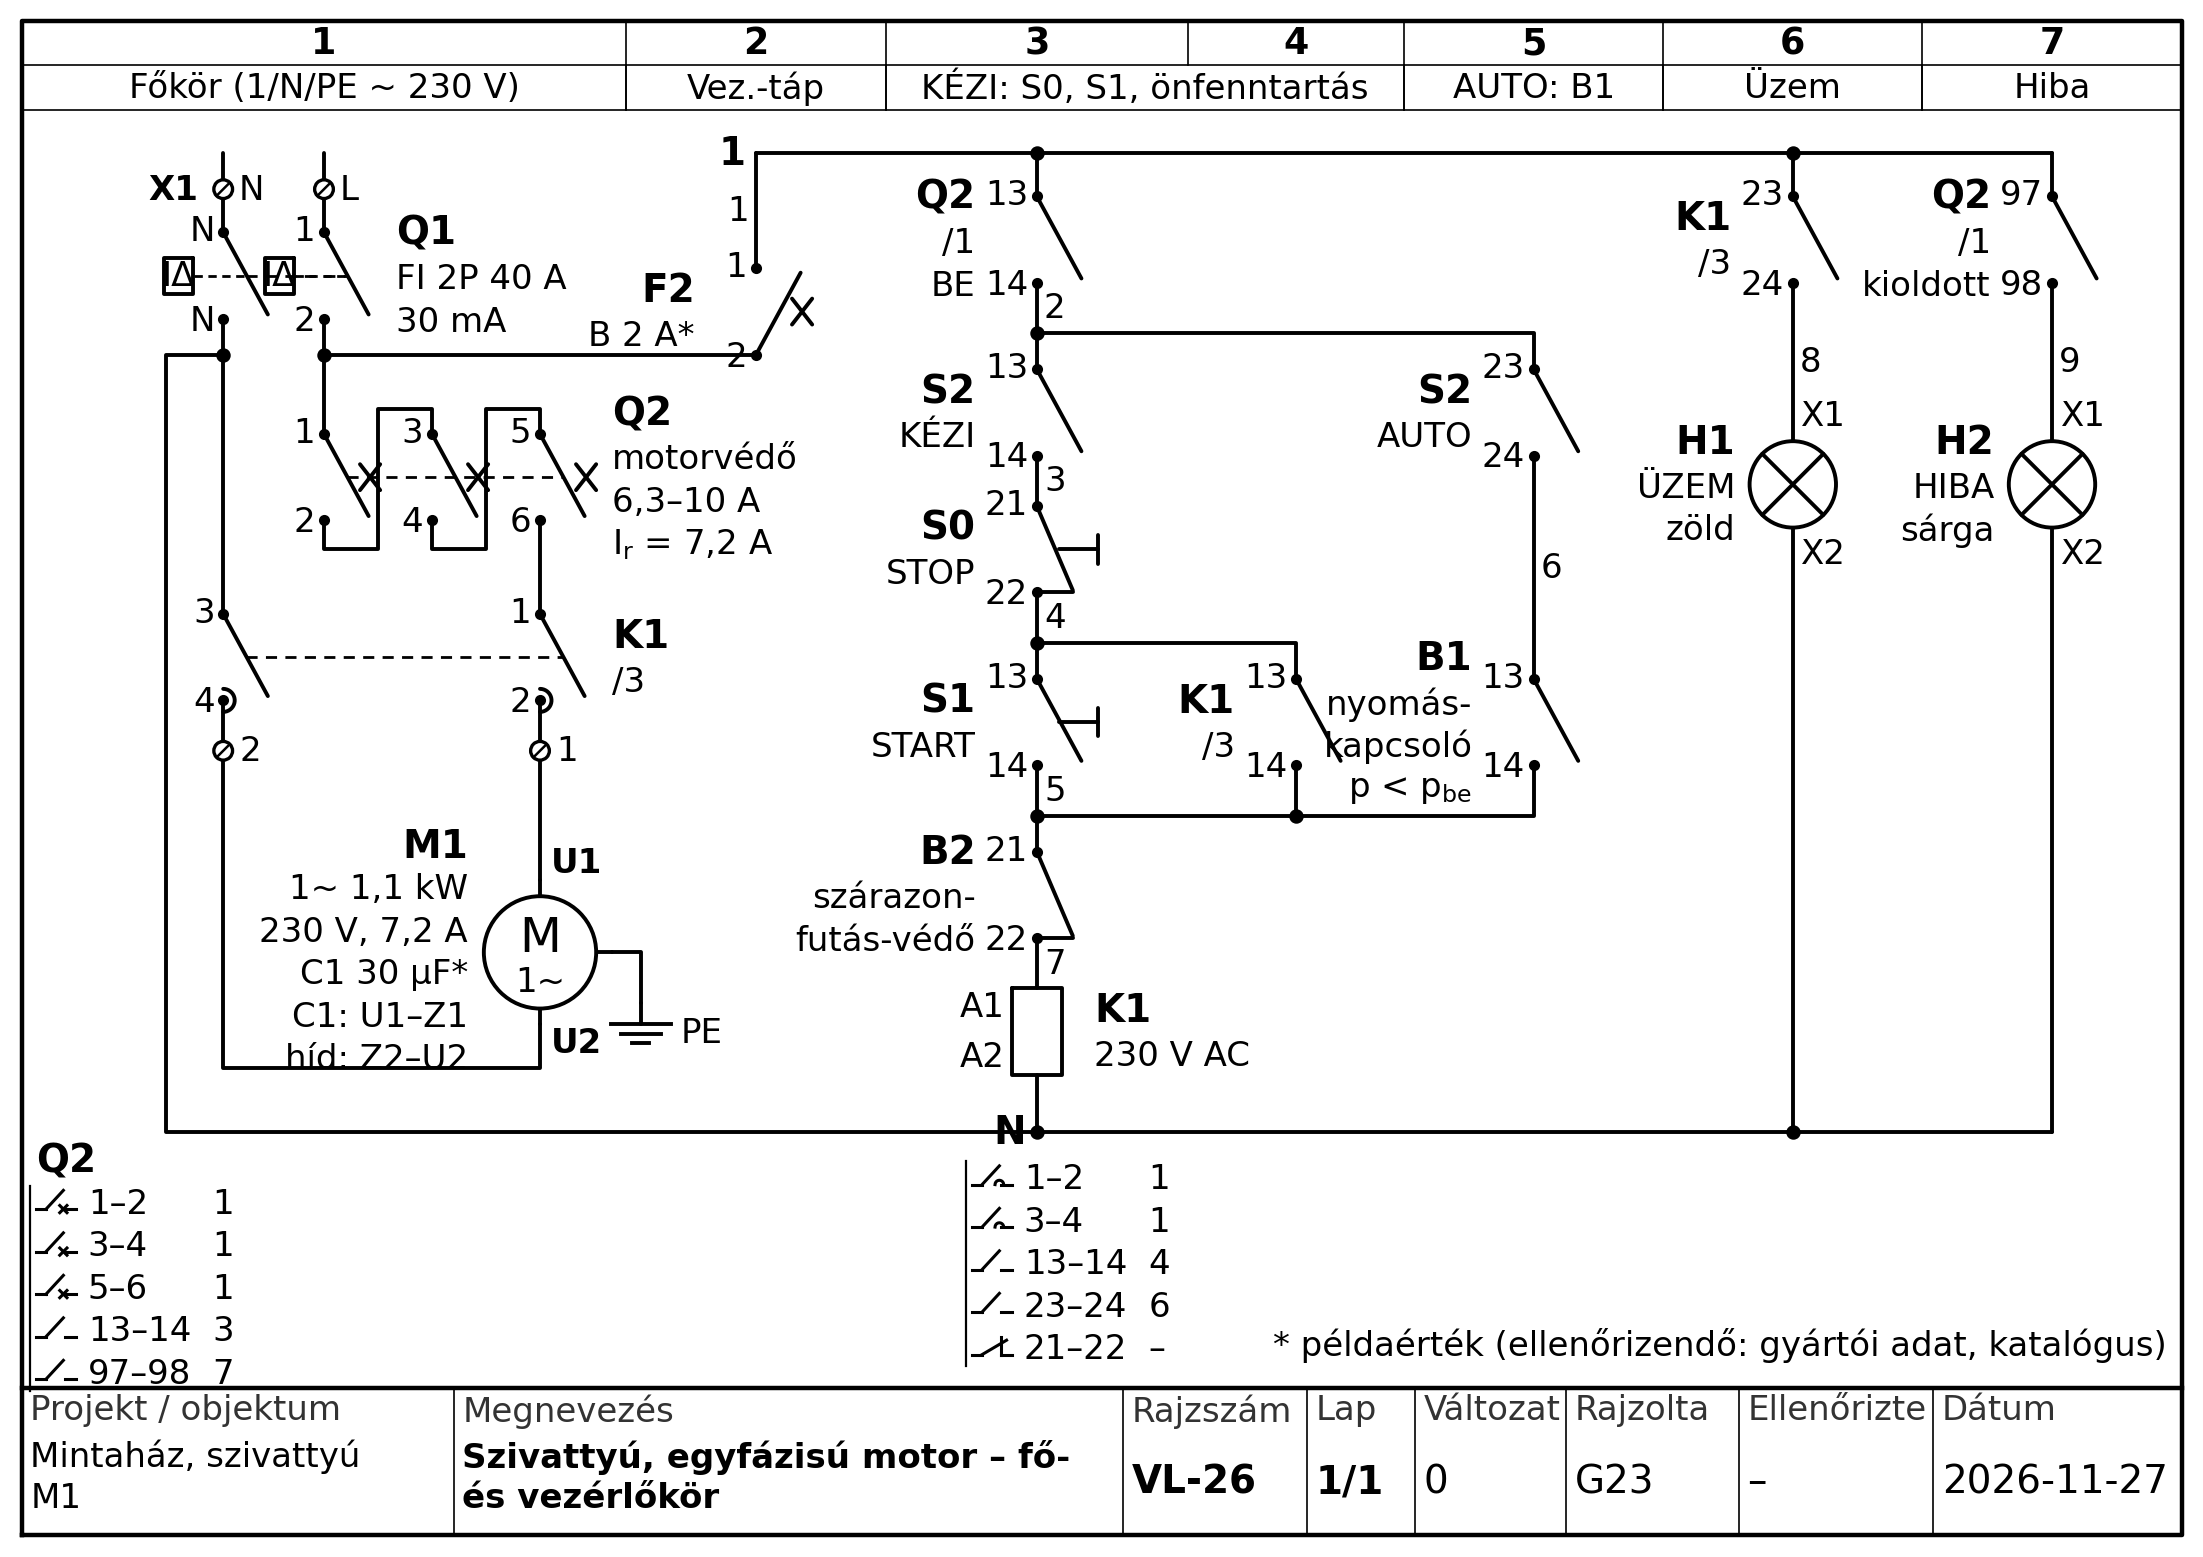 1 2 3 4 5 6 7
Főkör (1/N/PE ~ 230 V) Vez.-táp KÉZI: S0, S1, önfenntartás AUTO: B1 Üzem Hiba
X1 N L
N 1
IΔ IΔ
N 2
Q1
FI 2P 40 A
30 mA
1
1
1
F2
B 2 A*
2
1 3 5
2 4 6
Q2
motorvédő
6,3–10 A
Ir = 7,2 A
3 1
K1
/3
4 2
2 1
M1
1~ 1,1 kW
230 V, 7,2 A
C1 30 µF*
C1: U1–Z1
híd: Z2–U2
U1
M
1~
U2
PE
Q2 13
/1
BE 14
2
13
S2
KÉZI
14
3
21
S0
STOP
22
4
13
S1
START
14
5
K1 13
/3
14
B2 21
szárazon-
futás-védő 22
7
A1
A2
K1
230 V AC
N
23
S2
AUTO
24
6
B1
13
nyomás-
kapcsoló
p < pbe
14
23
K1
/3
24
8
X1
H1
ÜZEM
zöld
X2
Q2 97
/1
kioldott 98
9
X1
H2
HIBA
sárga
X2
Q2
1–2 1
3–4 1
5–6 1
13–14 3
97–98 7
1–2 1
3–4 1
13–14 4
23–24 6
21–22 –
* példaérték (ellenőrizendő: gyártói adat, katalógus)
Projekt / objektum
Mintaház, szivattyú
M1
Megnevezés
Szivattyú, egyfázisú motor – fő-
és vezérlőkör
Rajzszám
VL-26
Lap
1/1
Változat
0
Rajzolta
G23
Ellenőrizte
–
Dátum
2026-11-27